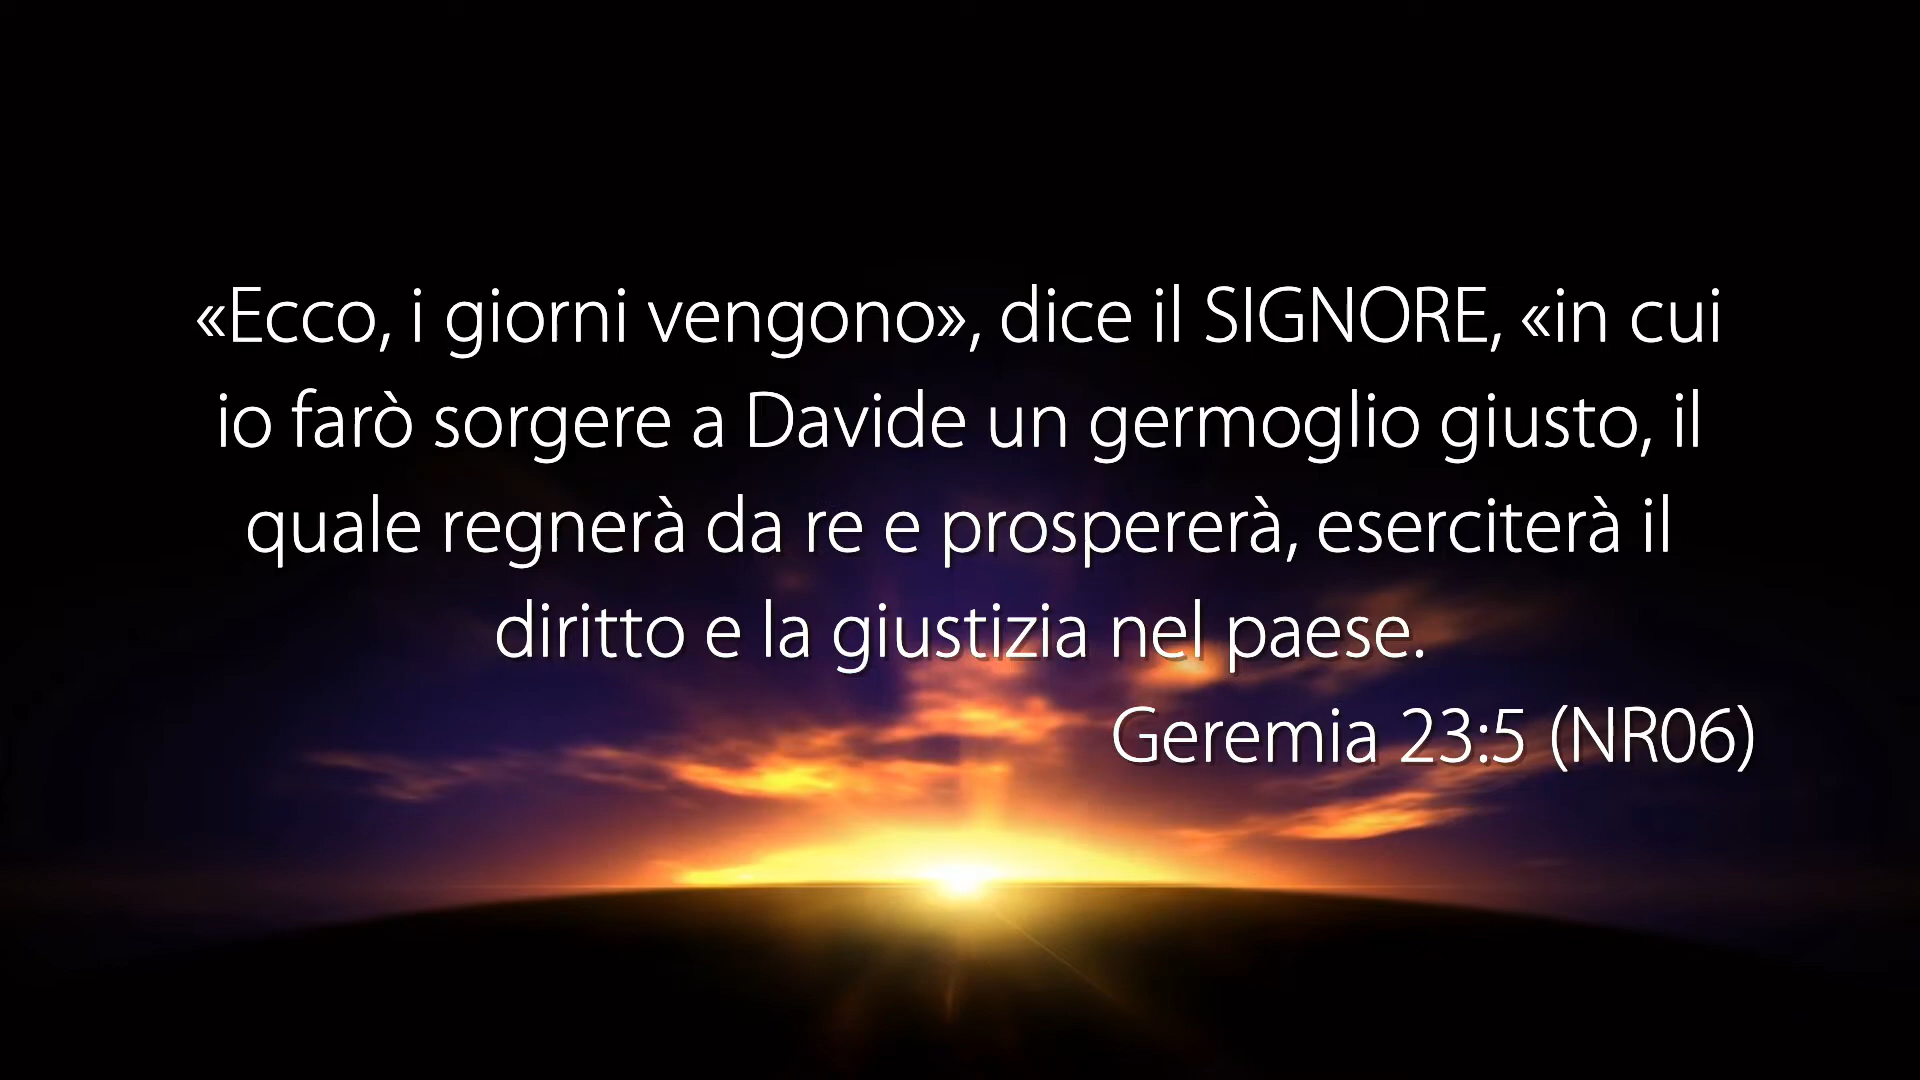 «Ecco, i giorni vengono», dice il SIGNORE, «in cui
io farò sorgere a Davide un germoglio giusto, il
quale regnerà da re e prospererà, eserciterà il
diritto e la giustizia nel paese.
Geremia 23:5 (NR06)